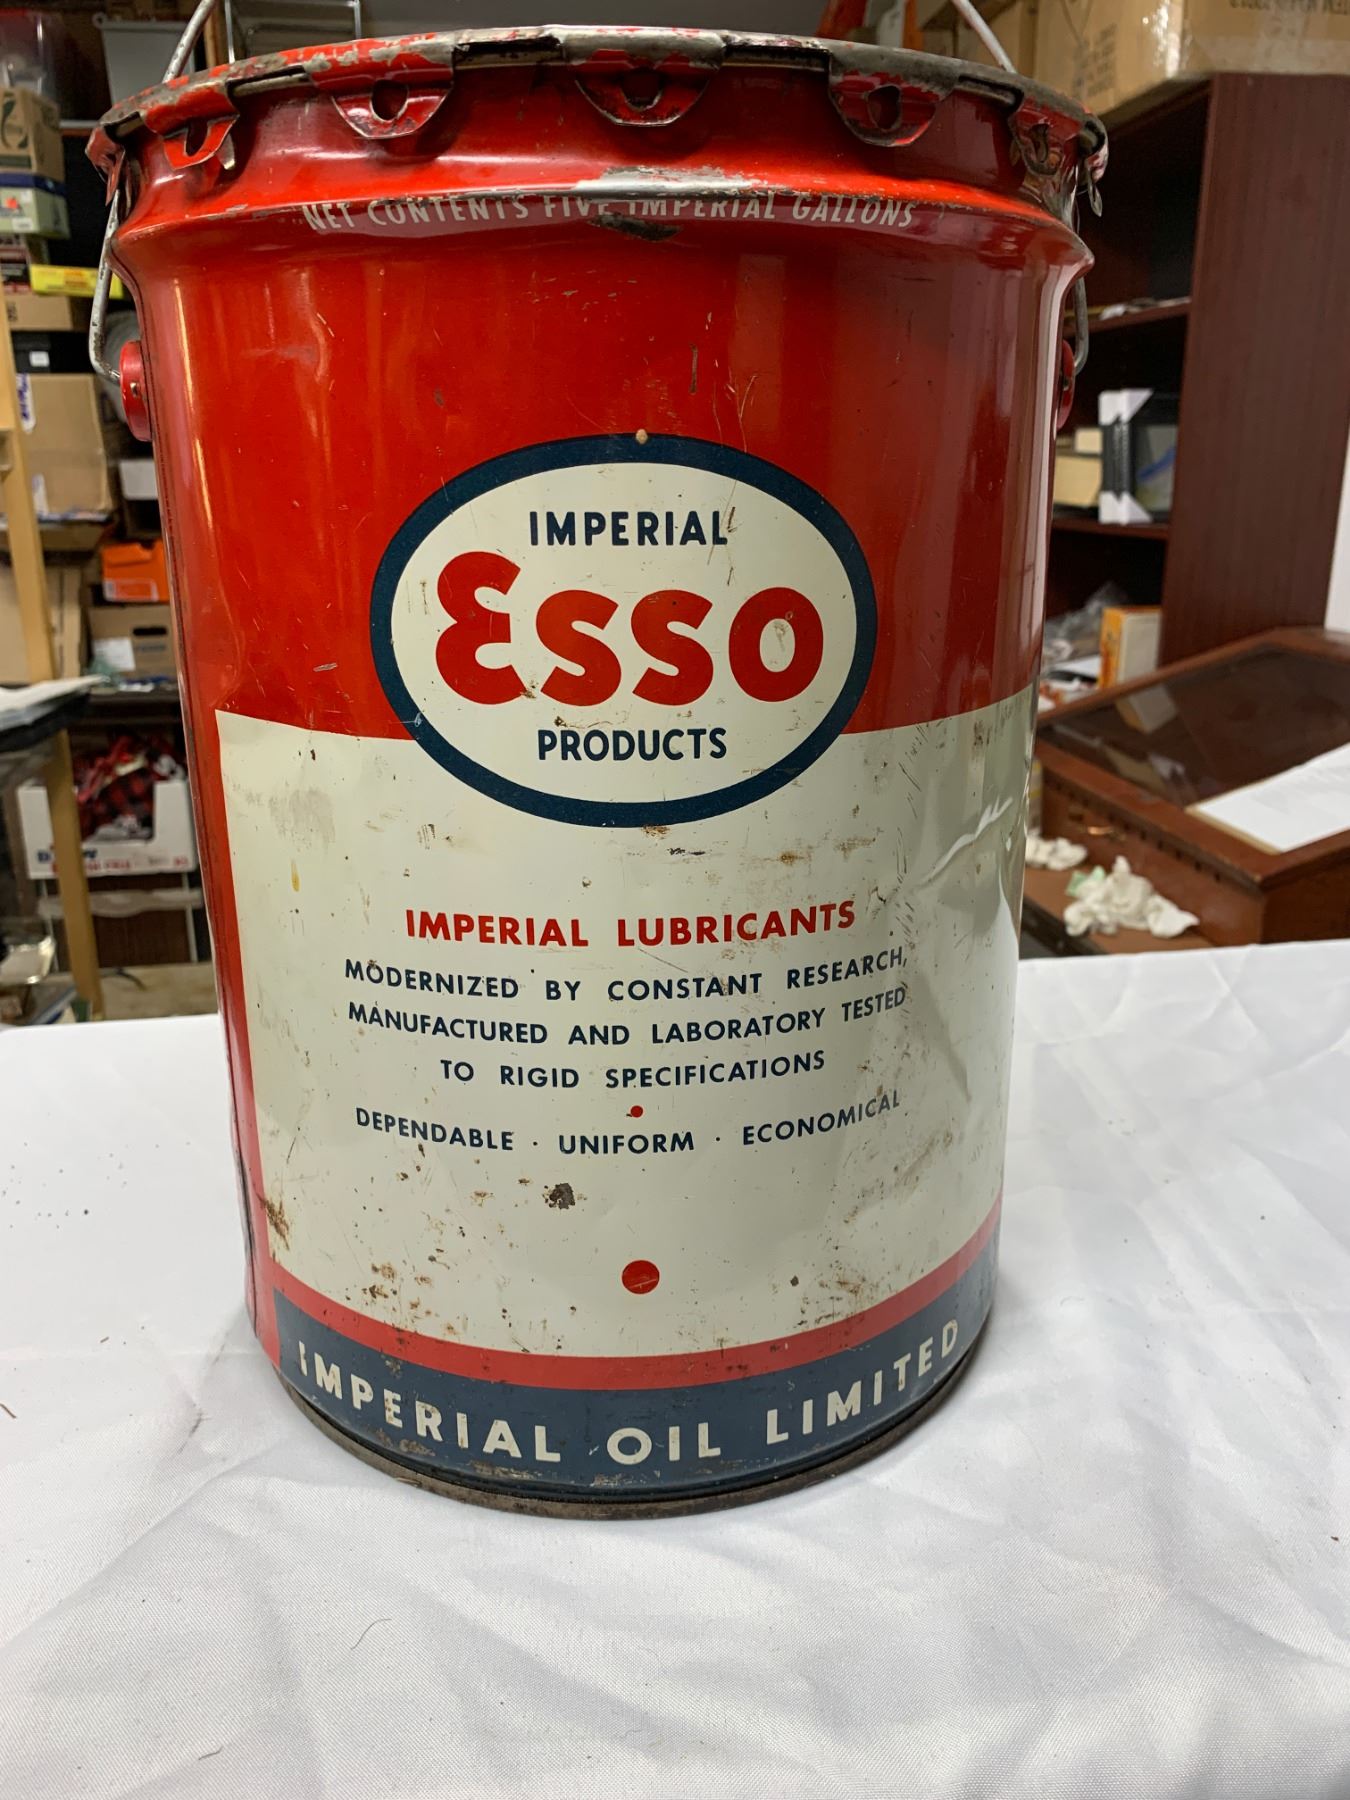 NET CONTENTS FIVE IMPERIAL GALLONS
IMPERIAL
Esso
PRODUCTS
IMPERIAL LUBRICANTS
MODERNIZED BY CONSTANT RESEARCH,
MANUFACTURED AND LABORATORY TESTED
TO RIGID SPECIFICATIONS
DEPENDABLE · UNIFORM · ECONOMICAL
IMPERIAL OIL LIMITED